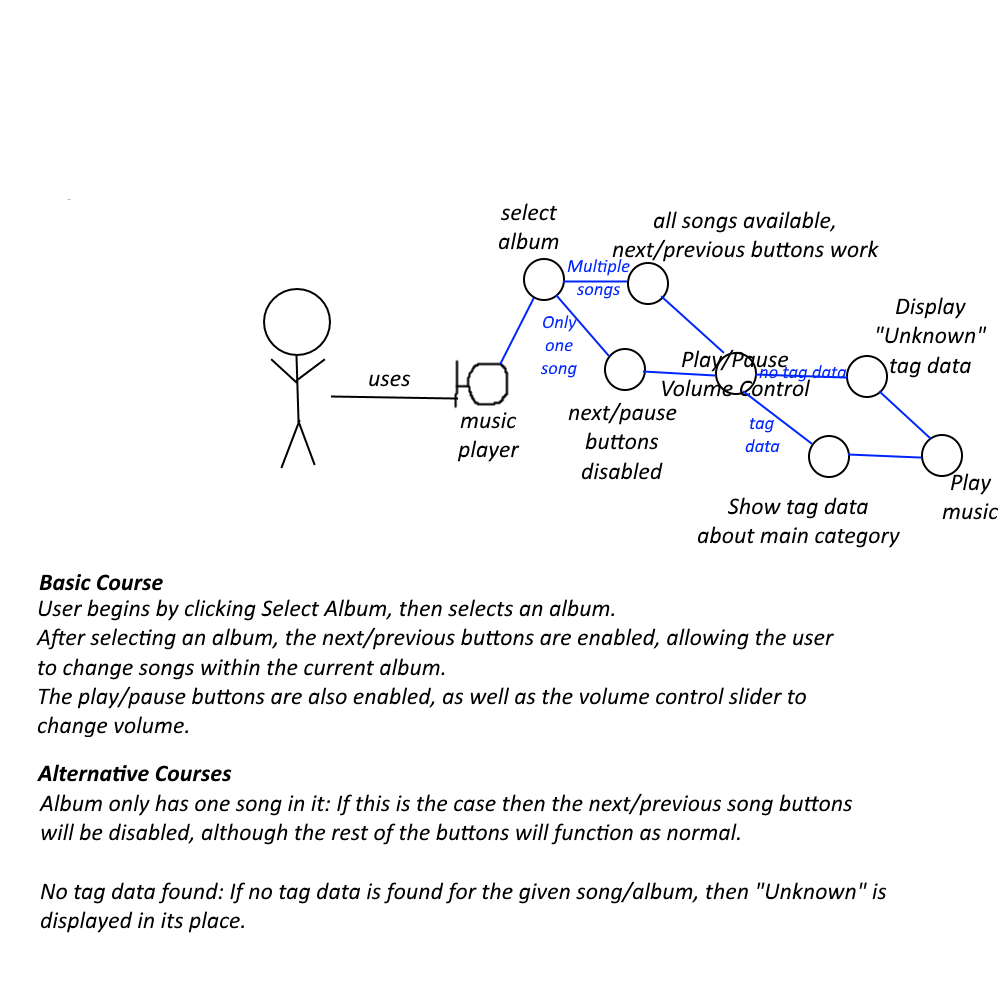 select
album
all songs available,
next/previous buttons work
Multiple
songs
Only
one
song
Display
"Unknown"
tag data
uses
music
player
next/pause
buttons
disabled
Play/Pause
Volume Control
no tag data
tag
data
Show tag data
about main category
Play
music
Basic Course
User begins by clicking Select Album, then selects an album.
After selecting an album, the next/previous buttons are enabled, allowing the user
to change songs within the current album.
The play/pause buttons are also enabled, as well as the volume control slider to
change volume.
Alternative Courses
Album only has one song in it: If this is the case then the next/previous song buttons
will be disabled, although the rest of the buttons will function as normal.
No tag data found: If no tag data is found for the given song/album, then "Unknown" is
displayed in its place.